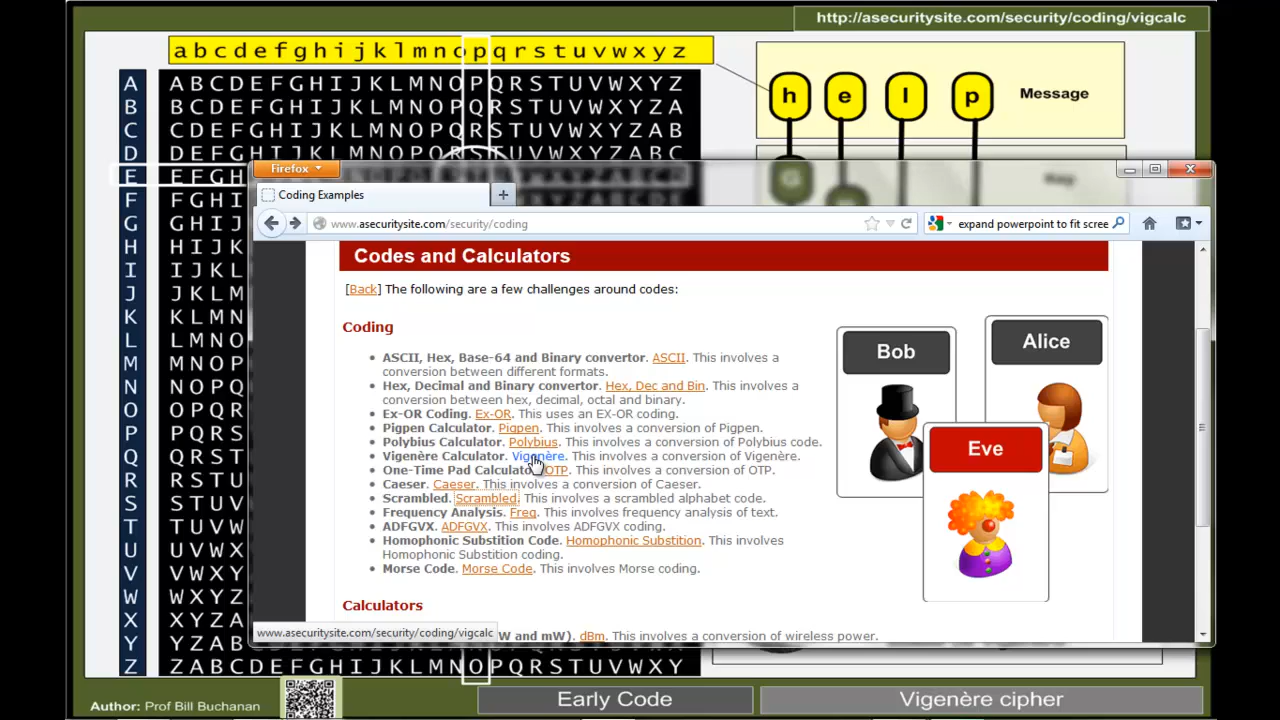 http://asecuritysite.com/security/coding/vigcalc
a b c d e f g h i j k l m n o p q r s t u v w x y z
A A B C D E F G H I J K L M N O P Q R S T U V W X Y Z
B B C D E F G H I J K L M N O P Q R S T U V W X Y Z A
C C D E F G H I J K L M N O P Q R S T U V W X Y Z A B
D D E F G H I J K L M N O P Q R S T U V W X Y Z A B C
h e l p Message
E E F G H
F F G H I
G G H I J
H H I J K
I I J K L
J J K L M
K K L M N
L L M N O
M M N O P
N N O P Q
O O P Q R
P P Q R S
Q Q R S T
R R S T U
S S T U V
T T U V W
U U V W X
V V W X Y
W W X Y Z
X X Y Z A
Y Y Z A B
Z Z A B C D E F G H I J K L M N O P Q R S T U V W X Y
G
Key
Firefox
Coding Examples
www.asecuritysite.com/security/coding
expand powerpoint to fit scree
Codes and Calculators
[Back] The following are a few challenges around codes:
Coding
ASCII, Hex, Base-64 and Binary convertor. ASCII. This involves a
conversion between different formats.
Hex, Decimal and Binary convertor. Hex, Dec and Bin. This involves a
conversion between hex, decimal, octal and binary.
Ex-OR Coding. Ex-OR. This uses an EX-OR coding.
Pigpen Calculator. Pigpen. This involves a conversion of Pigpen.
Polybius Calculator. Polybius. This involves a conversion of Polybius code.
Vigenère Calculator. Vigenère. This involves a conversion of Vigenère.
One-Time Pad Calculato OTP. This involves a conversion of OTP.
Caeser. Caeser. This involves a conversion of Caeser.
Scrambled. Scrambled. This involves a scrambled alphabet code.
Frequency Analysis. Freq. This involves frequency analysis of text.
ADFGVX. ADFGVX. This involves ADFGVX coding.
Homophonic Substition Code. Homophonic Substition. This involves
Homophonic Substition coding.
Morse Code. Morse Code. This involves Morse coding.
Bob
Alice
Eve
Calculators
W and mW). dBm. This involves a conversion of wireless power.
www.asecuritysite.com/security/coding/vigcalc
Author: Prof Bill Buchanan
Early Code
Vigenère cipher